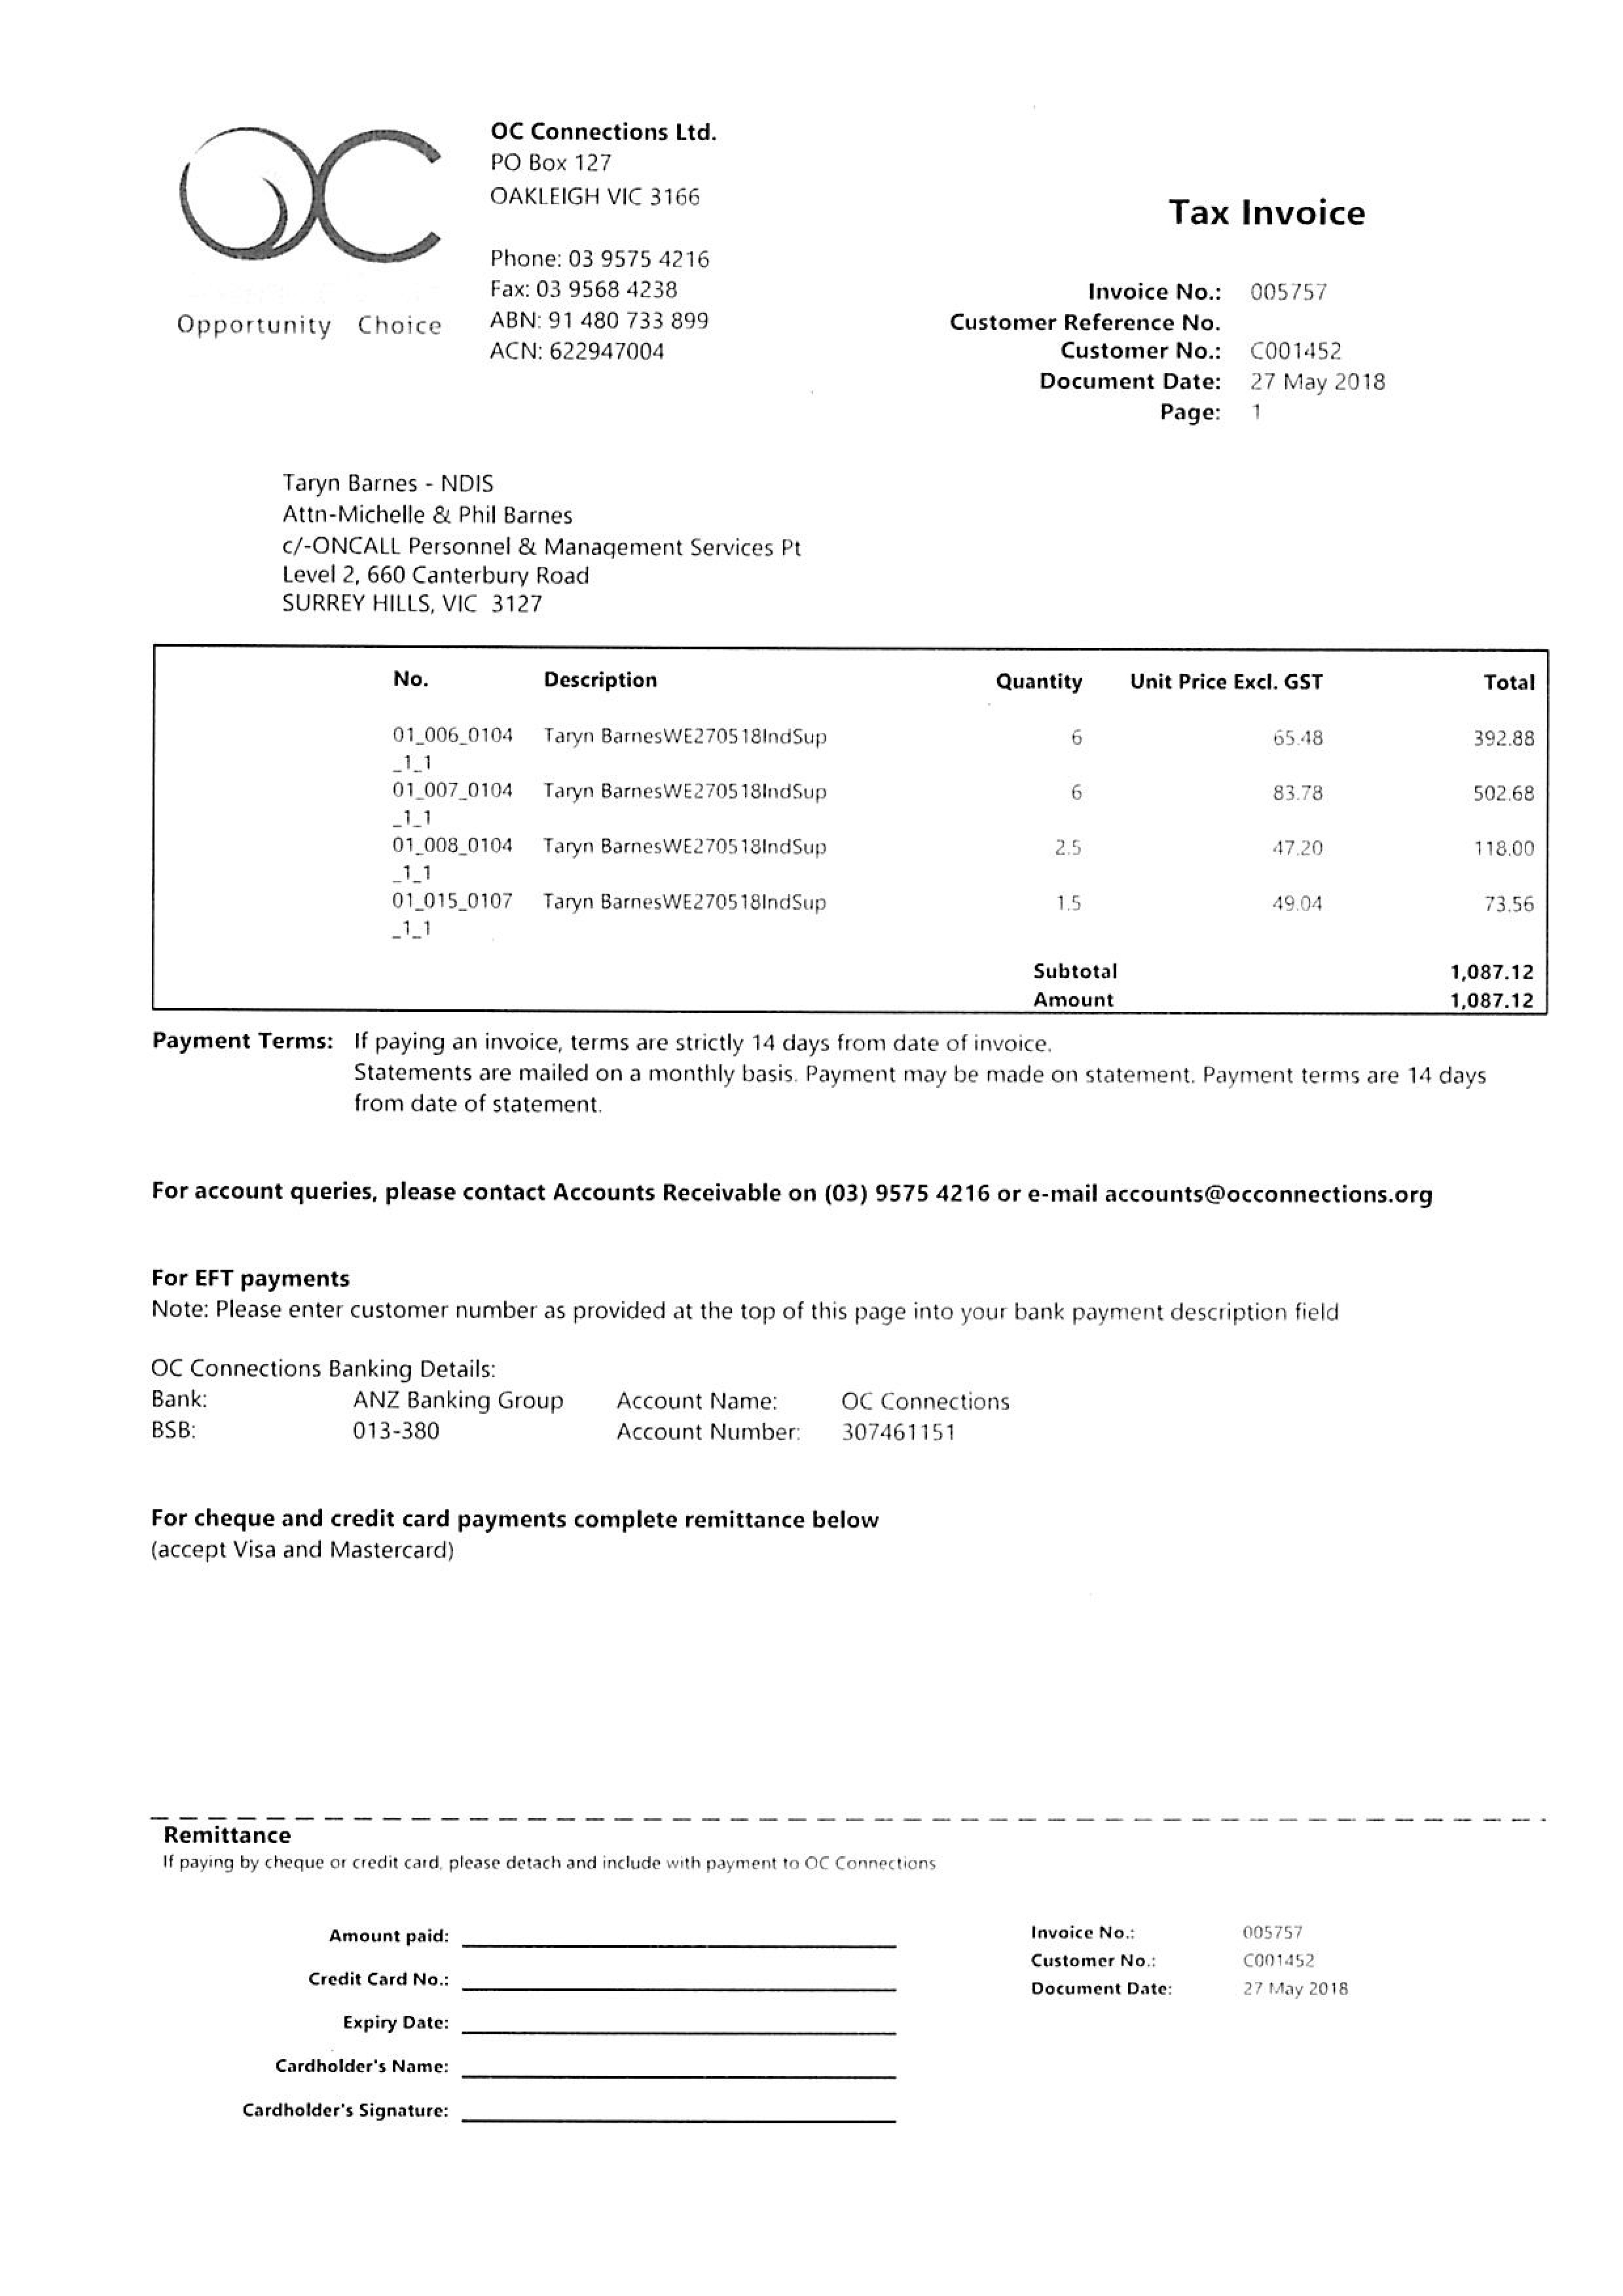 OC Connections Ltd.
PO Box 127
OAKLEIGH VIC 3166
Phone: 03 9575 4216
Fax: 03 9568 4238
ABN: 91 480 733 899
ACN: 622947004
OC
Opportunity Choice
Tax Invoice
Invoice No.: 005757
Customer Reference No.
Customer No.: C001452
Document Date: 27 May 2018
Page: 1
Taryn Barnes - NDIS
Attn-Michelle & Phil Barnes
c/-ONCALL Personnel & Management Services Pt
Level 2, 660 Canterbury Road
SURREY HILLS, VIC 3127
No. Description Quantity Unit Price Excl. GST Total
01_006_0104 Taryn BarnesWE270518IndSup 6 65.48 392.88
_1_1
01_007_0104 Taryn BarnesWE270518IndSup 6 83.78 502.68
_1_1
01_008_0104 Taryn BarnesWE270518IndSup 2.5 47.20 118.00
_1_1
01_015_0107 Taryn BarnesWE270518IndSup 1.5 49.04 73.56
_1_1
Subtotal 1,087.12
Amount 1,087.12
Payment Terms: If paying an invoice, terms are strictly 14 days from date of invoice.
Statements are mailed on a monthly basis. Payment may be made on statement. Payment terms are 14 days
from date of statement.
For account queries, please contact Accounts Receivable on (03) 9575 4216 or e-mail accounts@occonnections.org
For EFT payments
Note: Please enter customer number as provided at the top of this page into your bank payment description field
OC Connections Banking Details:
Bank: ANZ Banking Group Account Name: OC Connections
BSB: 013-380 Account Number: 307461151
For cheque and credit card payments complete remittance below
(accept Visa and Mastercard)
Remittance
If paying by cheque or credit card, please detach and include with payment to OC Connections
Amount paid:
Credit Card No.:
Expiry Date:
Cardholder's Name:
Cardholder's Signature:
Invoice No.: 005757
Customer No.: C001452
Document Date: 27 May 2018